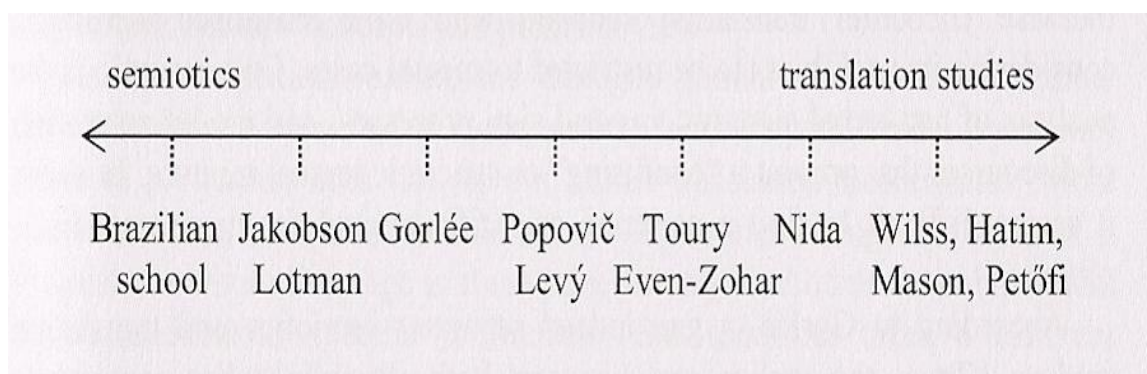 semiotics translation studies
Brazilian Jakobson Gorlée Popovič Toury Nida Wilss, Hatim,
school Lotman Levý Even-Zohar Mason, Petőfi